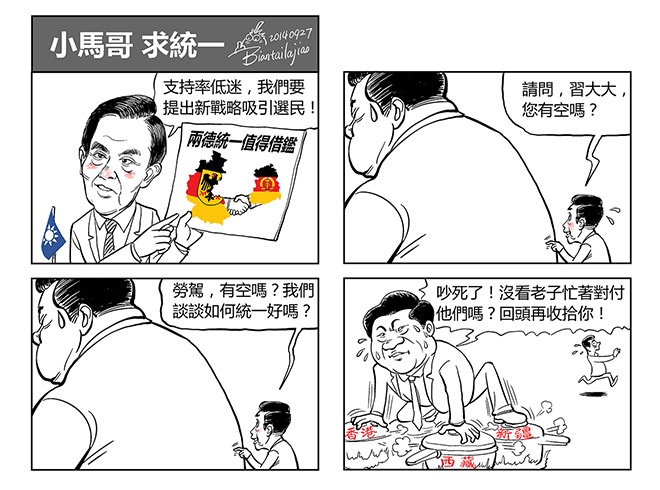 小馬哥 求統一
20140927
Biantailajiao
支持率低迷，我們要
提出新戰略吸引選民！
兩德統一值得借鑑
請問，習大大，
您有空嗎？
勞駕，有空嗎？我們
談談如何統一好嗎？
吵死了！沒看老子忙著對付
他們嗎？回頭再收拾你！
香港
西藏
新疆